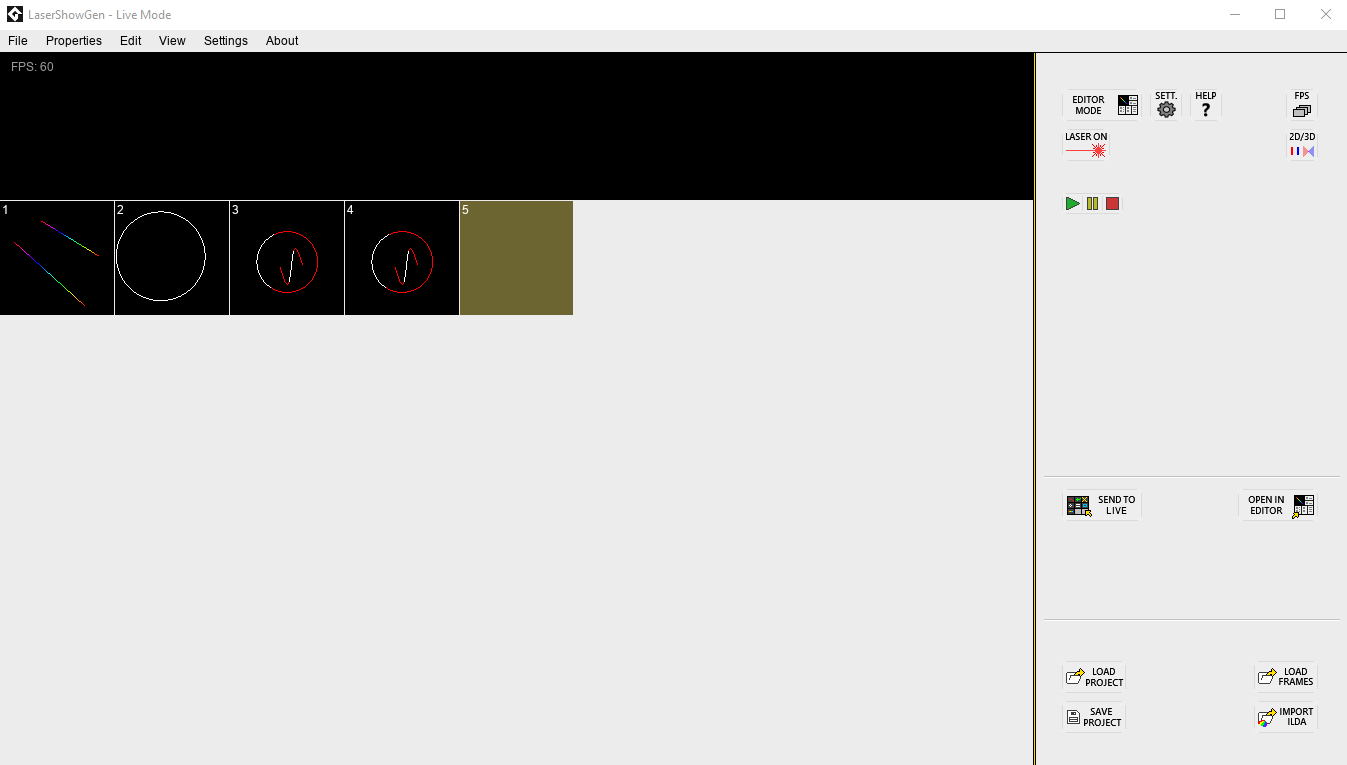 LaserShowGen - Live Mode
File Properties Edit View Settings About
FPS: 60
EDITOR
MODE
SETT.
HELP
?
FPS
LASER ON
2D/3D
1 2 3 4 5
SEND TO
LIVE
OPEN IN
EDITOR
LOAD
PROJECT
LOAD
FRAMES
SAVE
PROJECT
IMPORT
ILDA